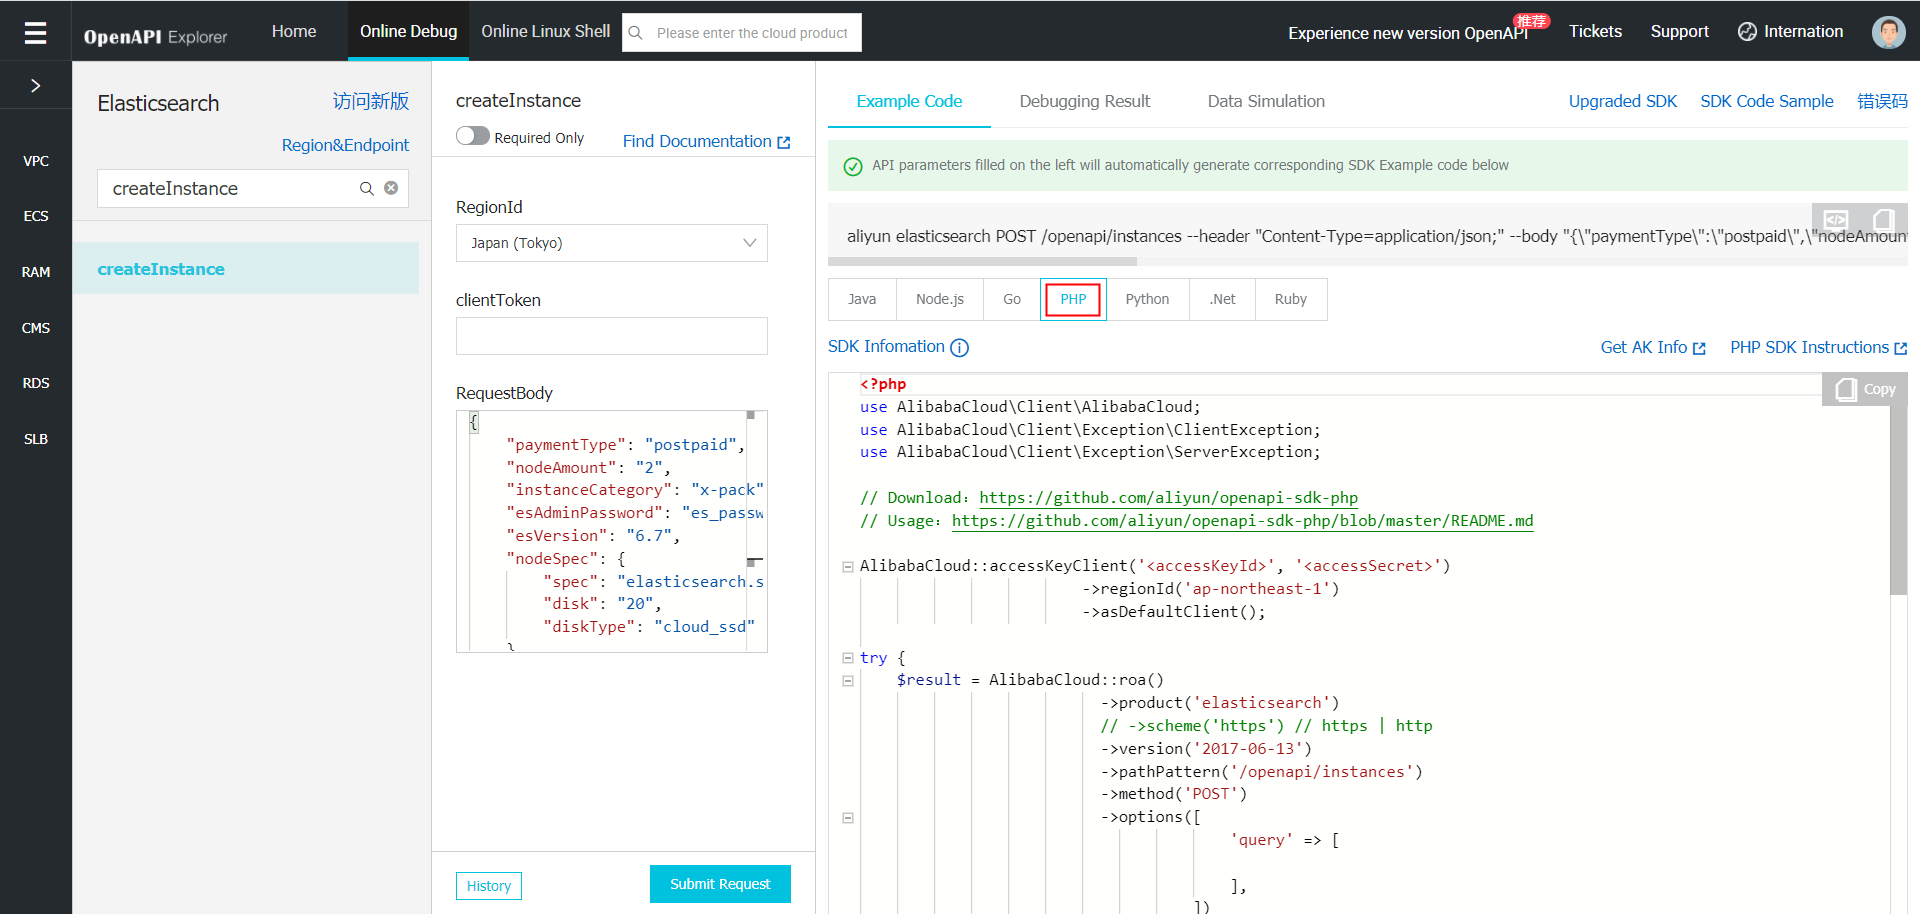 OpenAPI Explorer
Home
Online Debug
Online Linux Shell
Please enter the cloud product
Experience new version OpenAPI
推荐
Tickets
Support
Internation
VPC
ECS
RAM
CMS
RDS
SLB
Elasticsearch
访问新版
Region&Endpoint
createInstance
createInstance
createInstance
Required Only
Find Documentation
RegionId
Japan (Tokyo)
clientToken
RequestBody
{
"paymentType": "postpaid",
"nodeAmount": "2",
"instanceCategory": "x-pack"
"esAdminPassword": "es_passw
"esVersion": "6.7",
"nodeSpec": {
"spec": "elasticsearch.s
"disk": "20",
"diskType": "cloud_ssd"
}
History
Submit Request
Example Code
Debugging Result
Data Simulation
Upgraded SDK
SDK Code Sample
错误码
API parameters filled on the left will automatically generate corresponding SDK Example code below
aliyun elasticsearch POST /openapi/instances --header "Content-Type=application/json;" --body "{\"paymentType\":\"postpaid\",\"nodeAmoun
Java
Node.js
Go
PHP
Python
.Net
Ruby
SDK Infomation
Get AK Info
PHP SDK Instructions
Copy
<?php
use AlibabaCloud\Client\AlibabaCloud;
use AlibabaCloud\Client\Exception\ClientException;
use AlibabaCloud\Client\Exception\ServerException;
// Download：https://github.com/aliyun/openapi-sdk-php
// Usage：https://github.com/aliyun/openapi-sdk-php/blob/master/README.md
AlibabaCloud::accessKeyClient('<accessKeyId>', '<accessSecret>')
->regionId('ap-northeast-1')
->asDefaultClient();
try {
$result = AlibabaCloud::roa()
->product('elasticsearch')
// ->scheme('https') // https | http
->version('2017-06-13')
->pathPattern('/openapi/instances')
->method('POST')
->options([
'query' => [
],
])